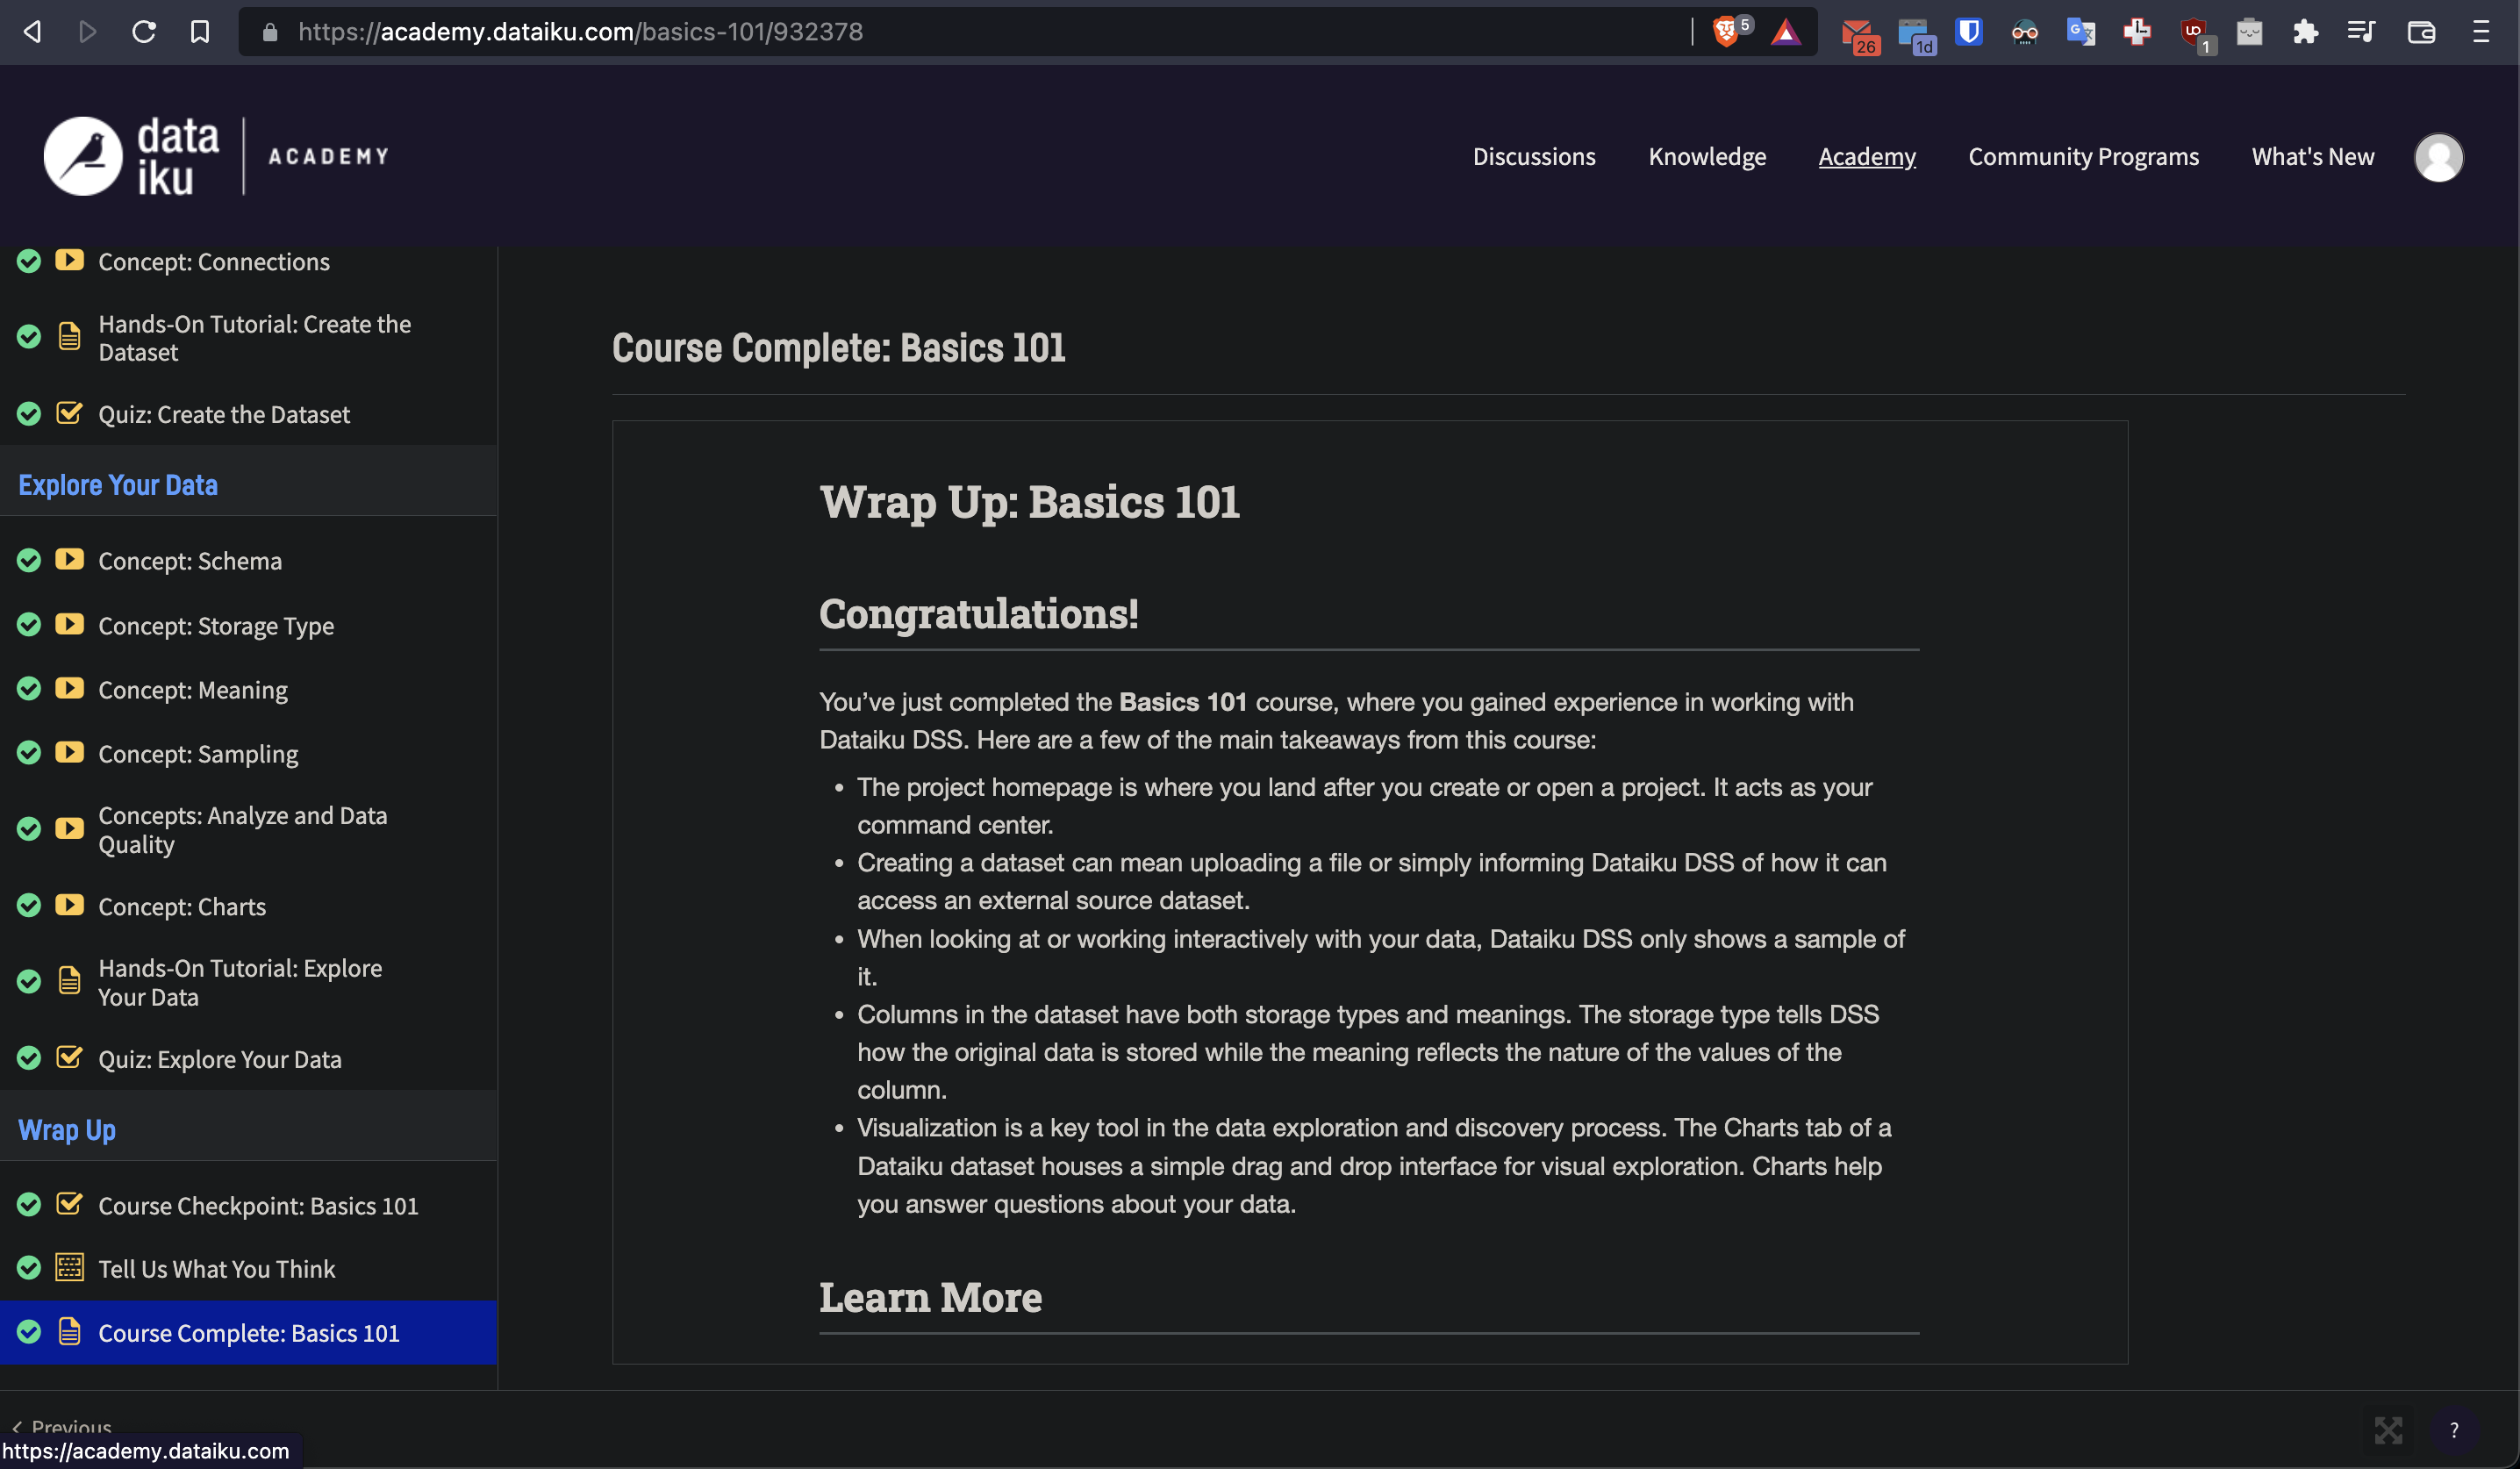 https://academy.dataiku.com/basics-101/932378
5
26
1d
1
data
iku
ACADEMY
Discussions
Knowledge
Academy
Community Programs
What's New
Concept: Connections
Hands-On Tutorial: Create the
Dataset
Quiz: Create the Dataset
Explore Your Data
Concept: Schema
Concept: Storage Type
Concept: Meaning
Concept: Sampling
Concepts: Analyze and Data
Quality
Concept: Charts
Hands-On Tutorial: Explore
Your Data
Quiz: Explore Your Data
Wrap Up
Course Checkpoint: Basics 101
Tell Us What You Think
Course Complete: Basics 101
Course Complete: Basics 101
Wrap Up: Basics 101
Congratulations!
You’ve just completed the Basics 101 course, where you gained experience in working with
Dataiku DSS. Here are a few of the main takeaways from this course:
• The project homepage is where you land after you create or open a project. It acts as your
command center.
• Creating a dataset can mean uploading a file or simply informing Dataiku DSS of how it can
access an external source dataset.
• When looking at or working interactively with your data, Dataiku DSS only shows a sample of
it.
• Columns in the dataset have both storage types and meanings. The storage type tells DSS
how the original data is stored while the meaning reflects the nature of the values of the
column.
• Visualization is a key tool in the data exploration and discovery process. The Charts tab of a
Dataiku dataset houses a simple drag and drop interface for visual exploration. Charts help
you answer questions about your data.
Learn More
Previous
?
https://academy.dataiku.com